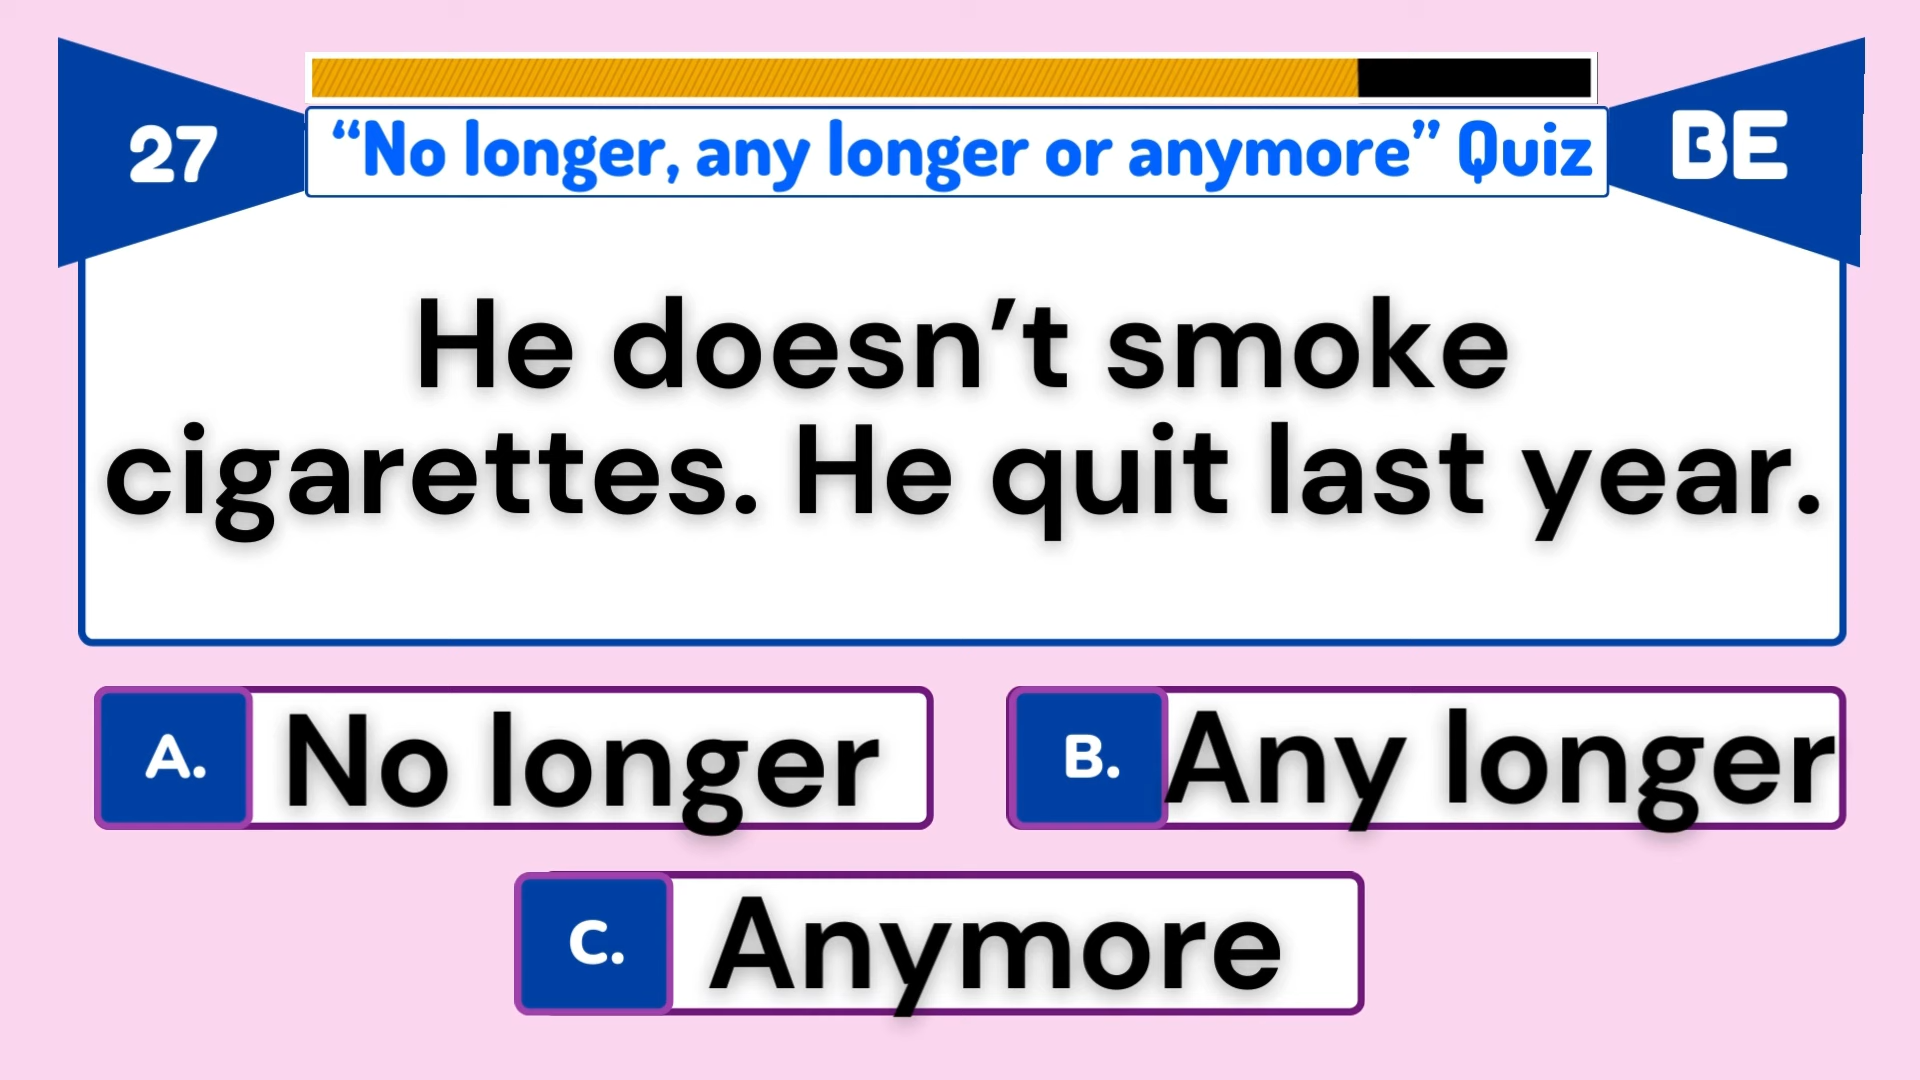 27
“No longer, any longer or anymore” Quiz
BE
He doesn’t smoke
cigarettes. He quit last year.
A. No longer
B. Any longer
C. Anymore